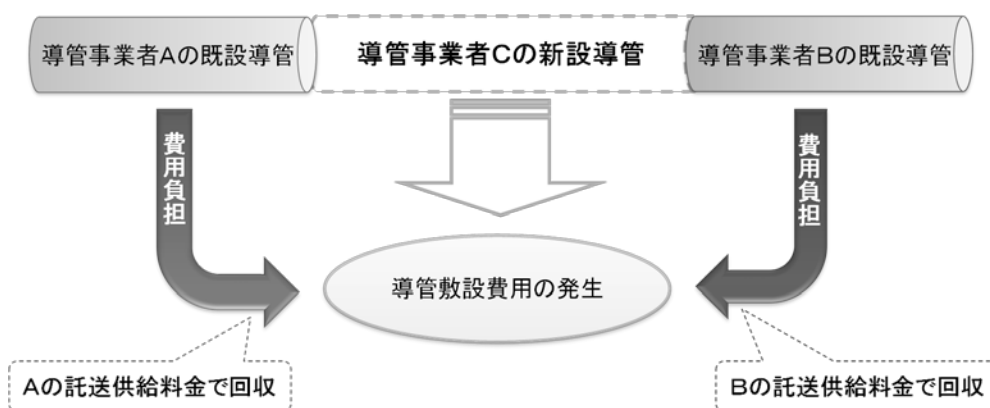 導管事業者Aの既設導管
導管事業者Cの新設導管
導管事業者Bの既設導管
費用負担
費用負担
導管敷設費用の発生
Aの託送供給料金で回収
Bの託送供給料金で回収